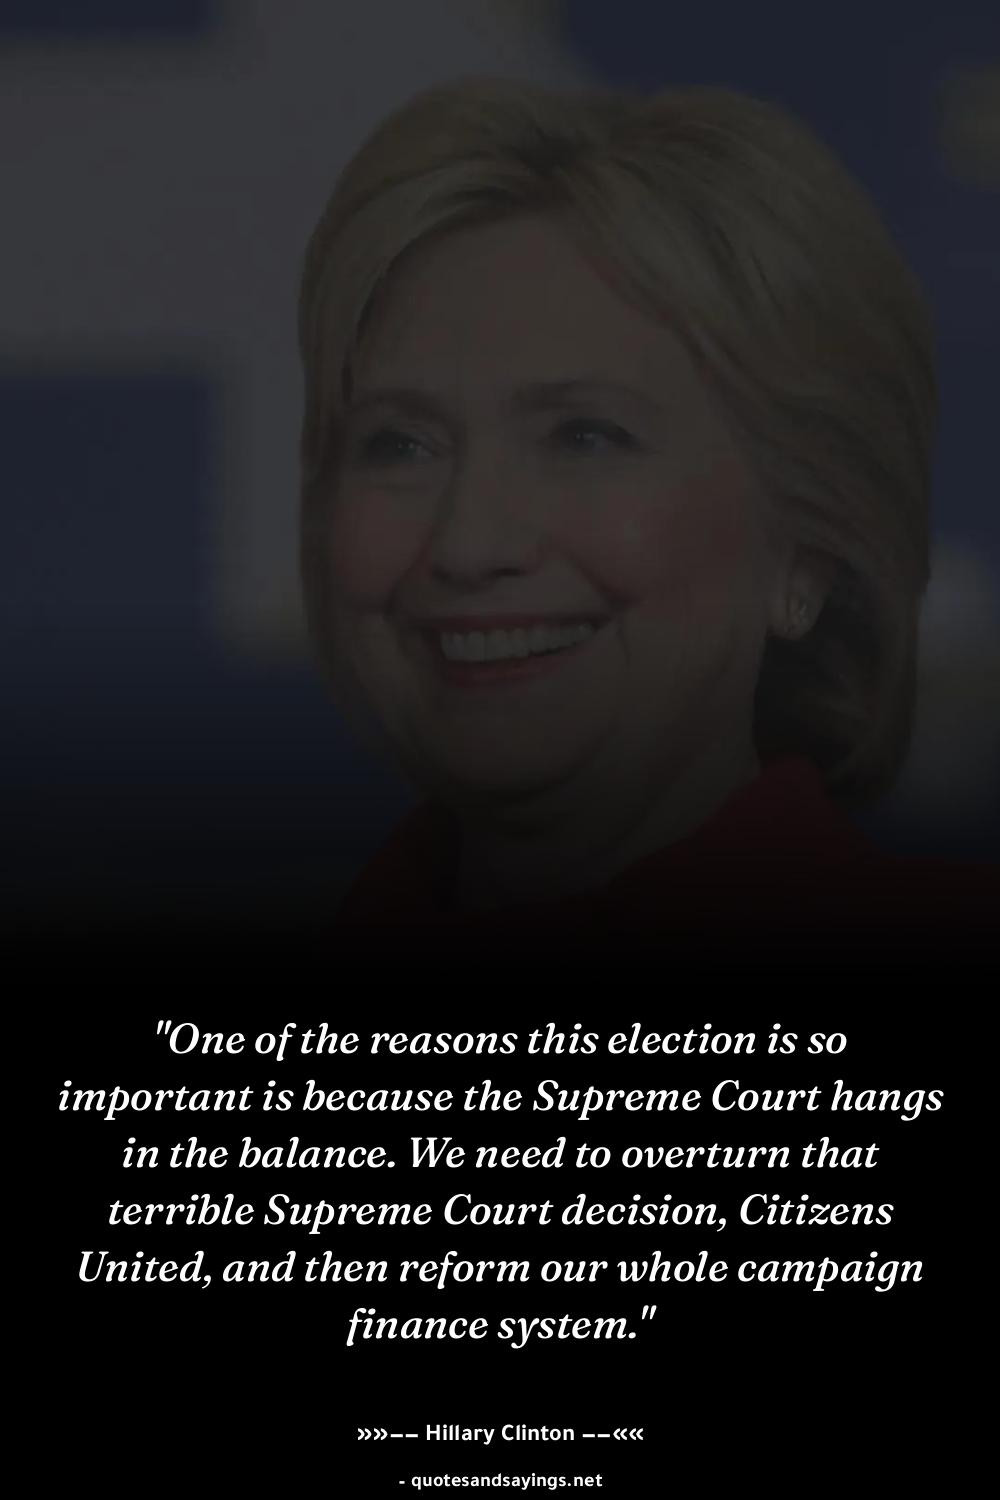 "One of the reasons this election is so
important is because the Supreme Court hangs
in the balance. We need to overturn that
terrible Supreme Court decision, Citizens
United, and then reform our whole campaign
finance system."
»»−− Hillary Clinton −−««
- quotesandsayings.net